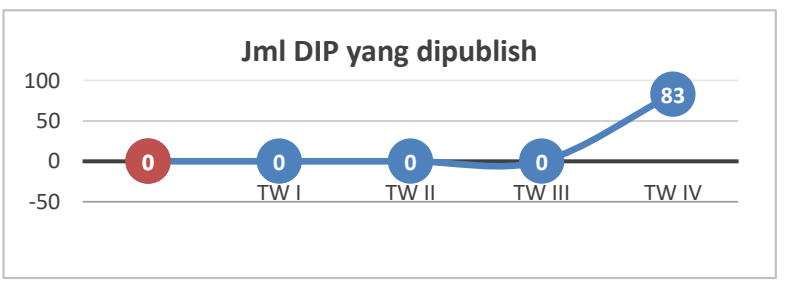 Jml DIP yang dipublish
100
50
0
-50
0
0
0
0
83
TW I
TW II
TW III
TW IV